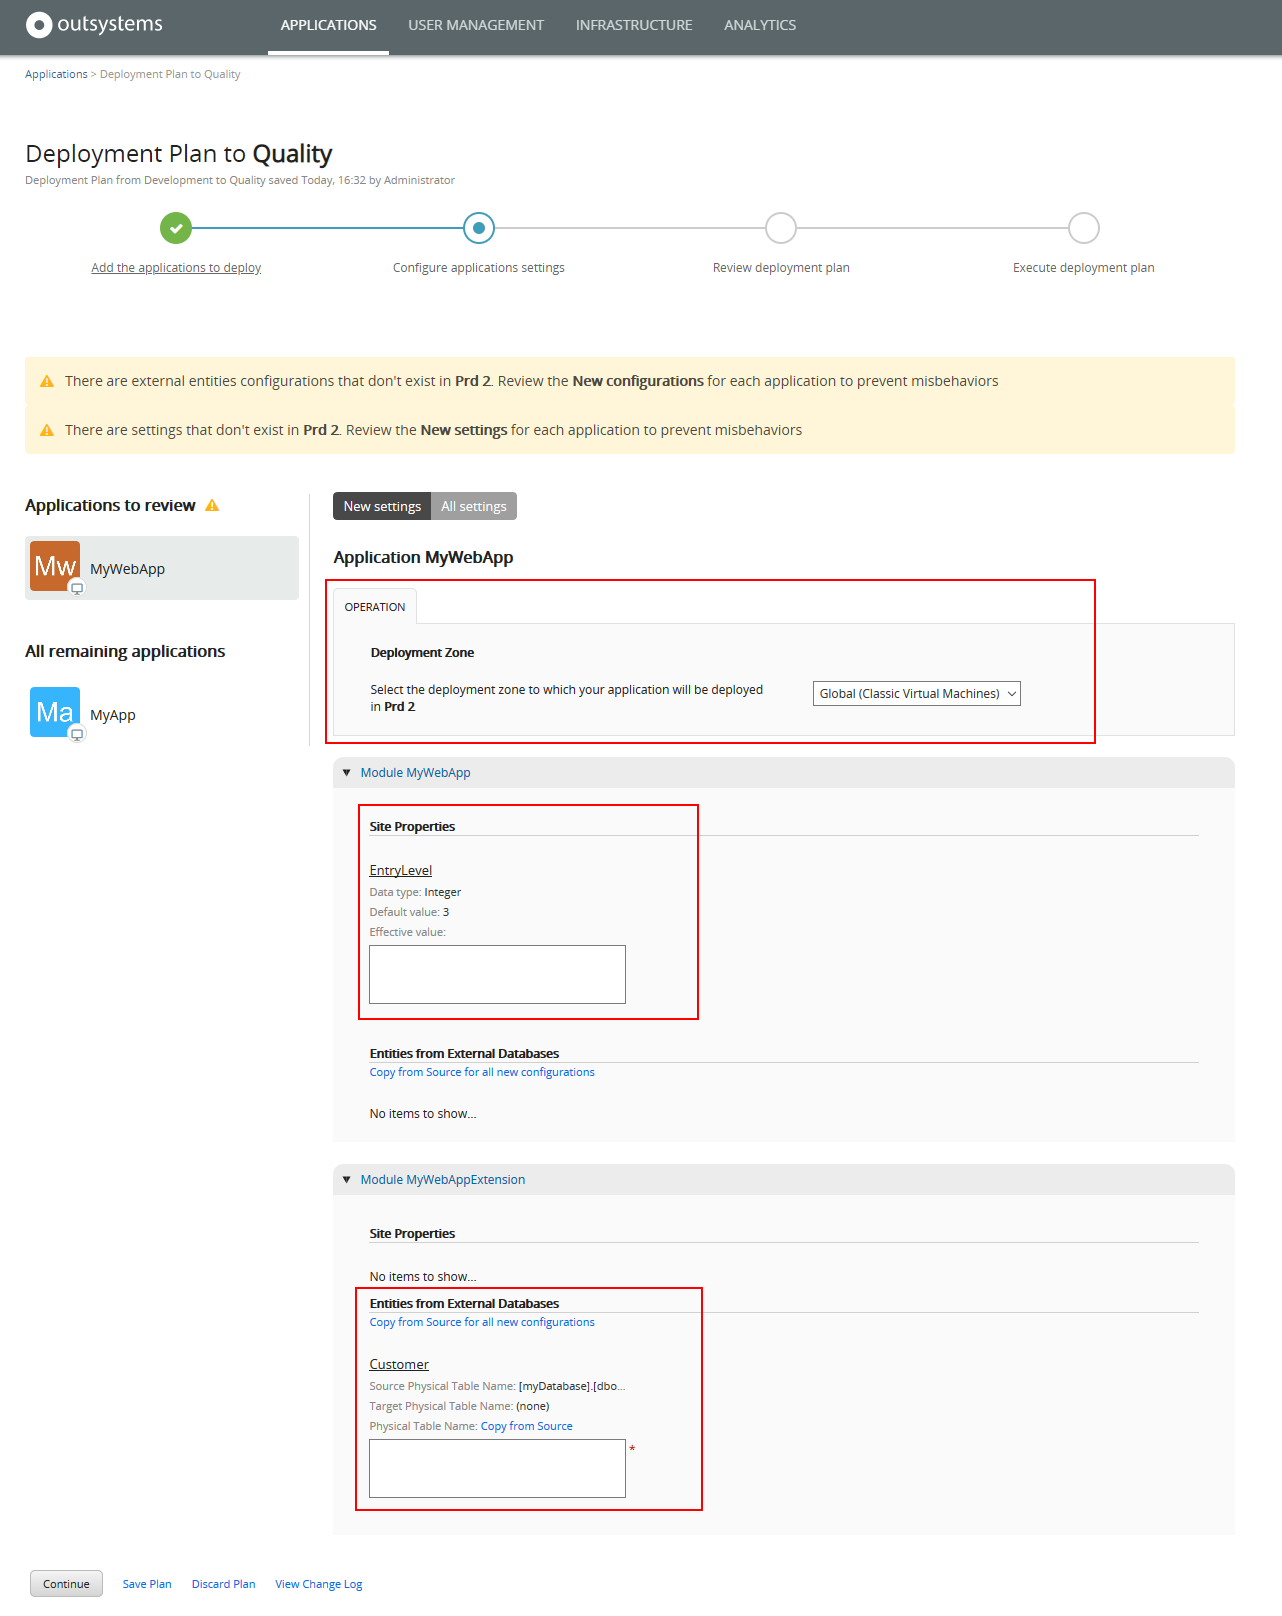 outsystems
APPLICATIONS USER MANAGEMENT INFRASTRUCTURE ANALYTICS
Applications > Deployment Plan to Quality
Deployment Plan to Quality
Deployment Plan from Development to Quality saved Today, 16:32 by Administrator
Add the applications to deploy Configure applications settings Review deployment plan Execute deployment plan
There are external entities configurations that don't exist in Prd 2. Review the New configurations for each application to prevent misbehaviors
There are settings that don't exist in Prd 2. Review the New settings for each application to prevent misbehaviors
Applications to review
Mw MyWebApp
All remaining applications
Ma MyApp
New settings All settings
Application MyWebApp
OPERATION
Deployment Zone
Select the deployment zone to which your application will be deployed
in Prd 2
Global (Classic Virtual Machines)
Module MyWebApp
Site Properties
EntryLevel
Data type: Integer
Default value: 3
Effective value:
Entities from External Databases
Copy from Source for all new configurations
No items to show...
Module MyWebAppExtension
Site Properties
No items to show...
Entities from External Databases
Copy from Source for all new configurations
Customer
Source Physical Table Name: [myDatabase].[dbo...
Target Physical Table Name: (none)
Physical Table Name: Copy from Source
*
Continue Save Plan Discard Plan View Change Log